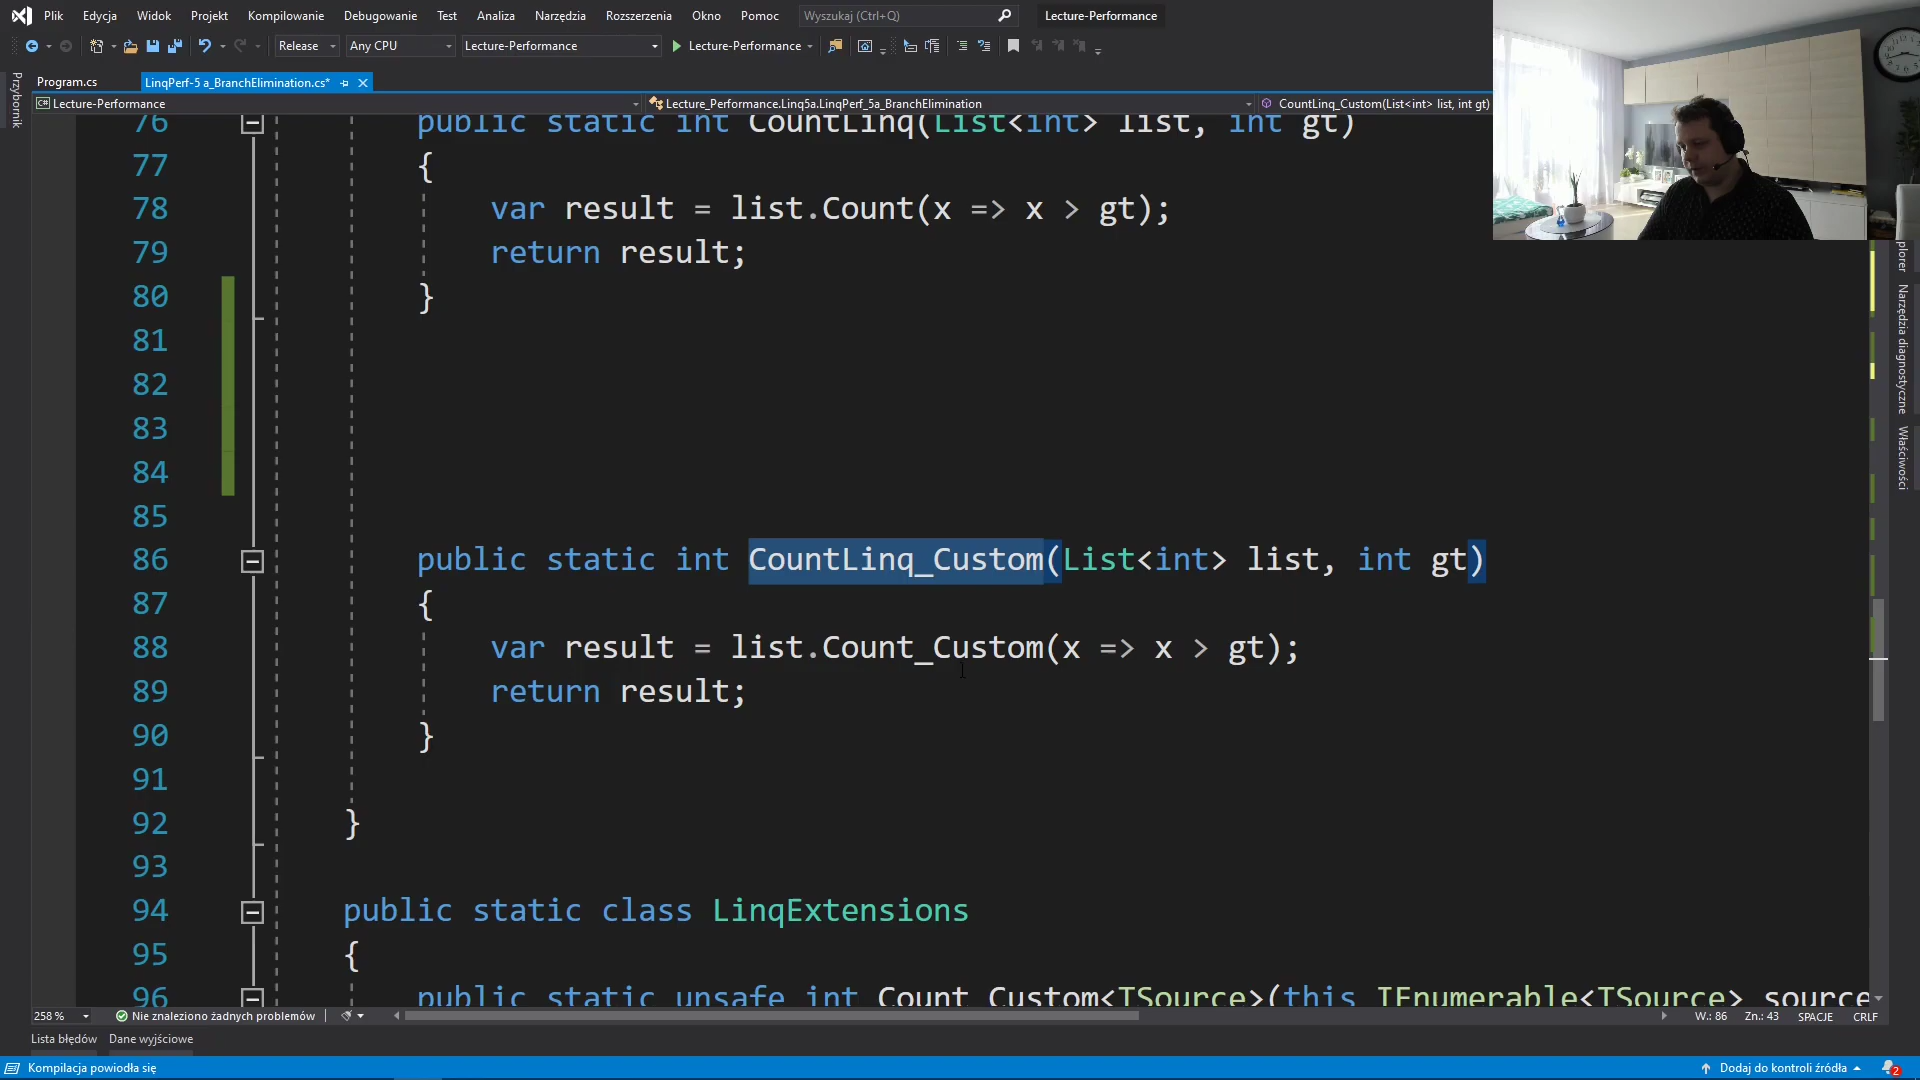 Plik Edycja Widok Projekt Kompilowanie Debugowanie Test Analiza Narzędzia Rozszerzenia Okno Pomoc Wyszukaj (Ctrl+Q) Lecture-Performance
Release Any CPU Lecture-Performance Lecture-Performance
Program.cs LinqPerf-5 a_BranchElimination.cs*
Przybornik
Lecture-Performance Lecture_Performance.Linq5a.LinqPerf_5a_BranchElimination CountLinq_Custom(List<int> list, int gt)
76 public static int CountLinq(List<int> list, int gt)
77 {
78 var result = list.Count(x => x > gt);
79 return result;
80 }
81
82
83
84
85
86 public static int CountLinq_Custom(List<int> list, int gt)
87 {
88 var result = list.Count_Custom(x => x > gt);
89 return result;
90 }
91
92 }
93
94 public static class LinqExtensions
95 {
96 public static unsafe int Count_Custom<TSource>(this IEnumerable<TSource> source
plorer
Narzędzia diagnostyczne
Właściwości
258 % Nie znaleziono żadnych problemów W.: 86 Zn.: 43 SPACJE CRLF
Lista błędów Dane wyjściowe
Kompilacja powiodła się Dodaj do kontroli źródła 2